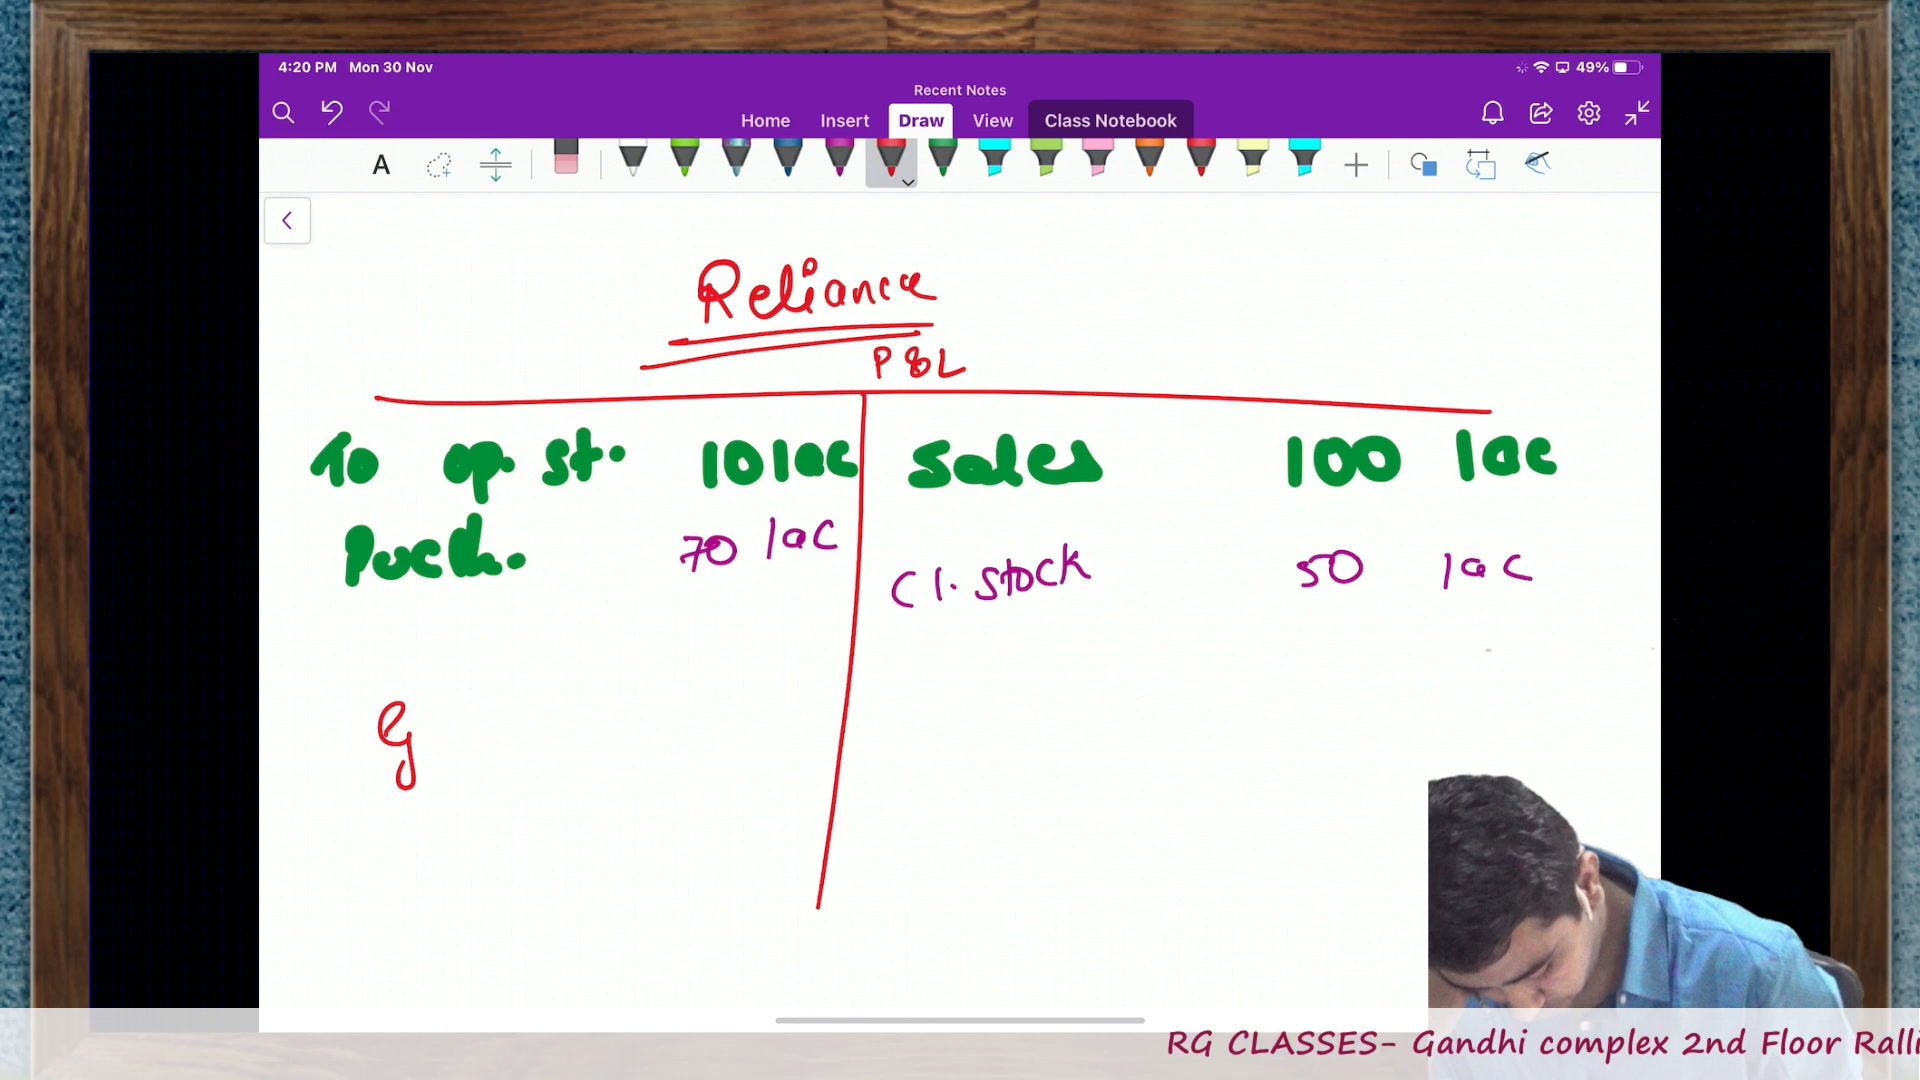 4:20 PM Mon 30 Nov
49%
Recent Notes
Home Insert Draw View Class Notebook
A
Reliance
P&L
To op. st. 10 lac Sales 100 lac
Purch. 70 lac
Cl. stock 50 lac
G
RG CLASSES- Gandhi complex 2nd Floor Ralli